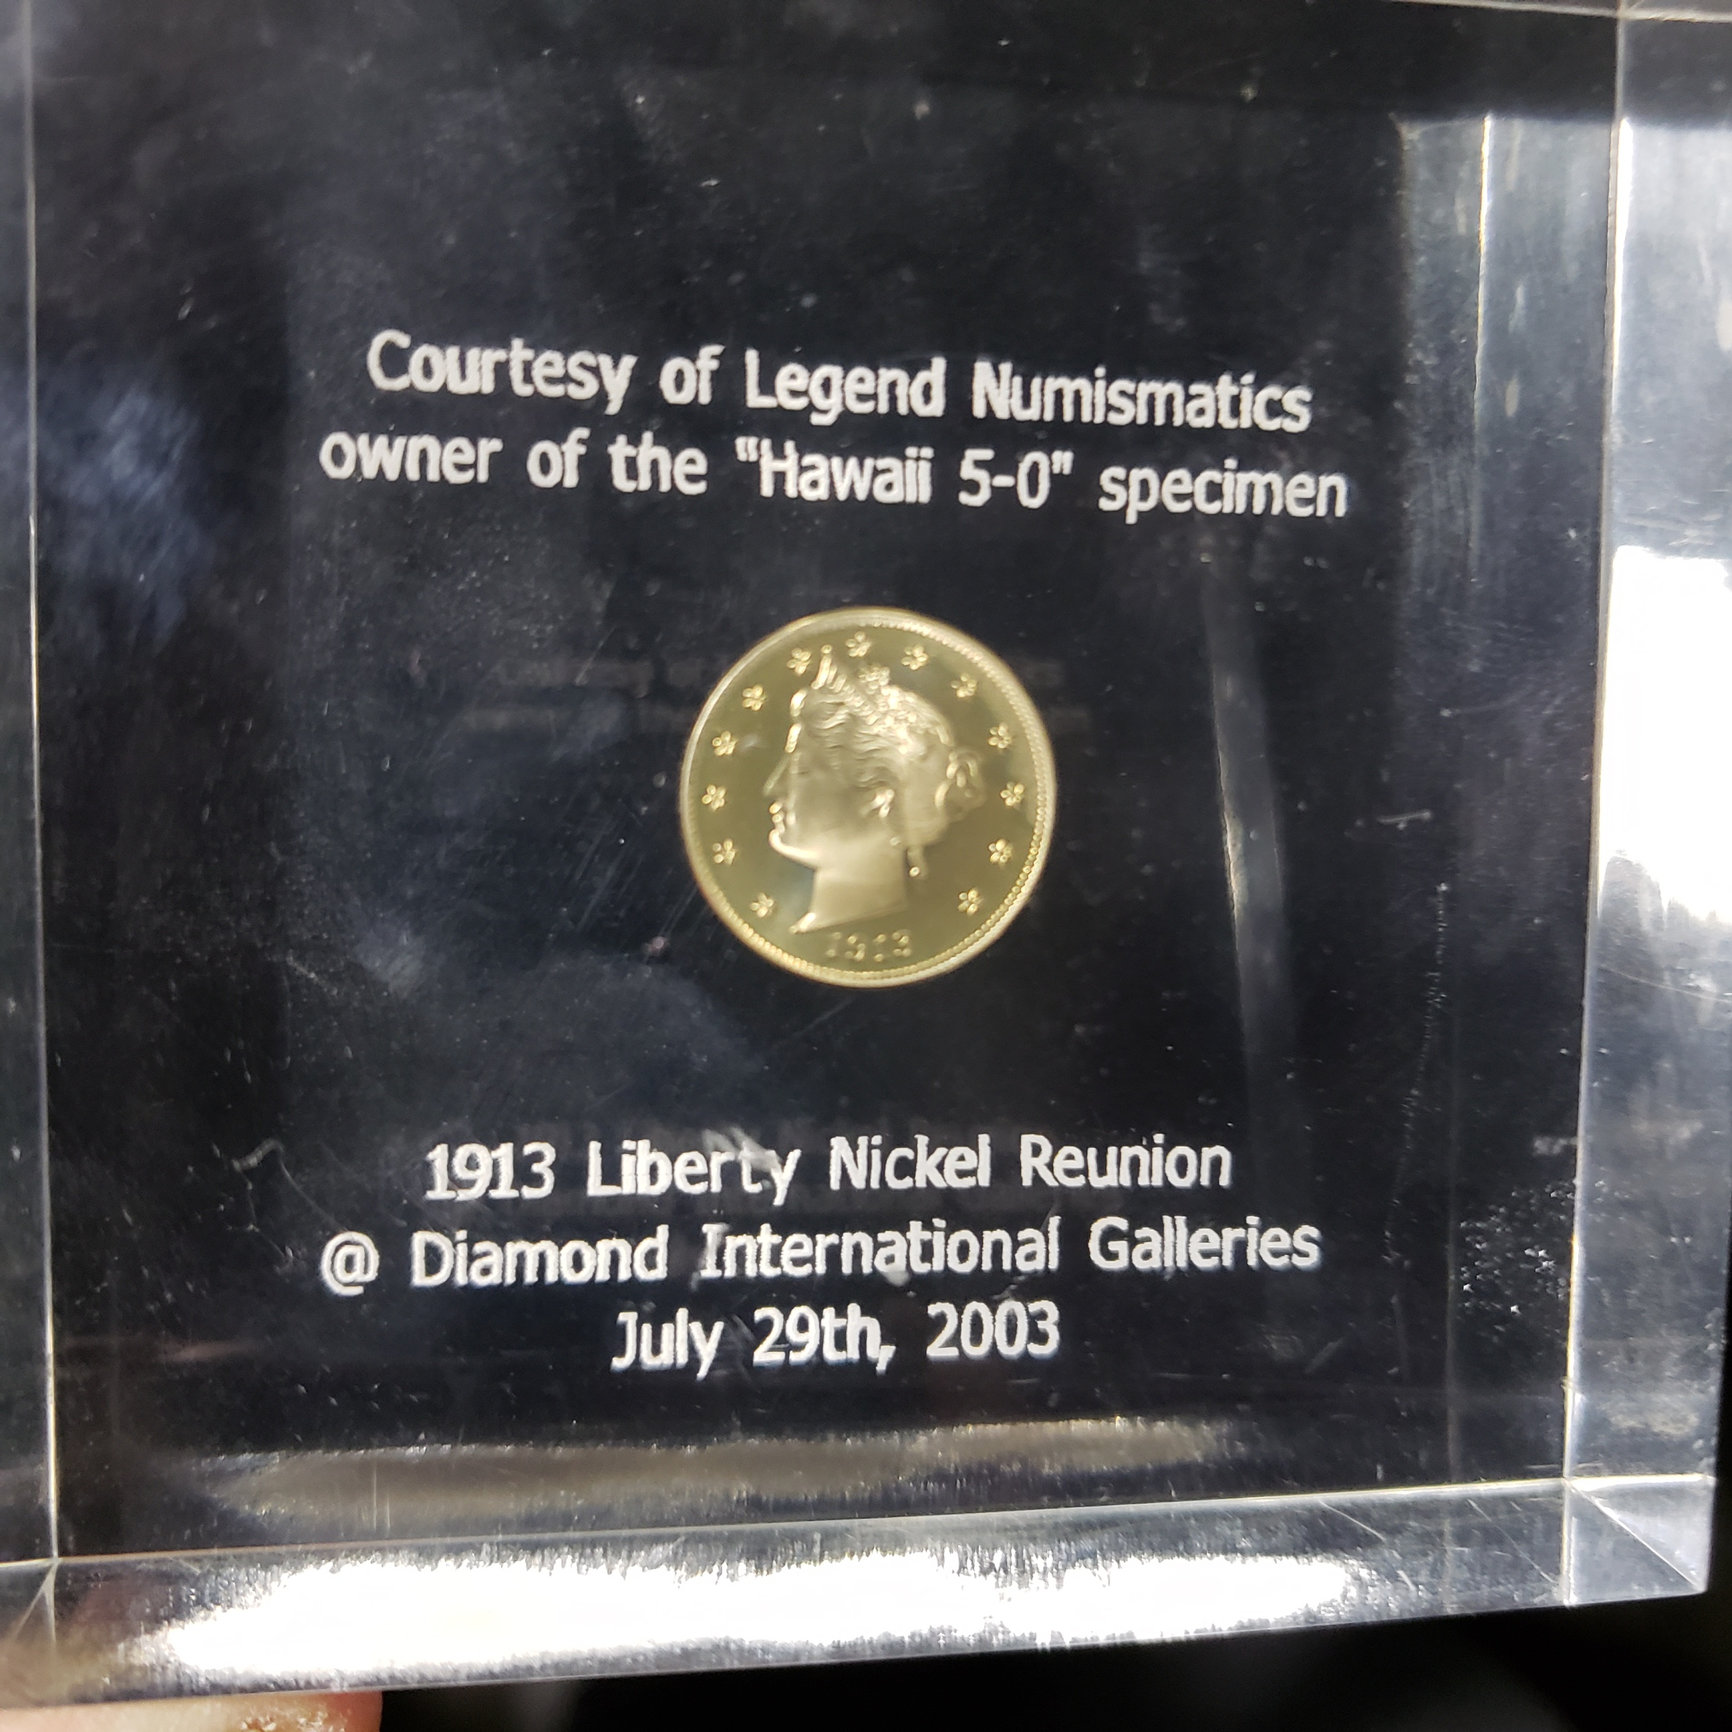 Courtesy of Legend Numismatics
owner of the "Hawaii 5-0" specimen
1913
1913 Liberty Nickel Reunion
@ Diamond International Galleries
July 29th, 2003